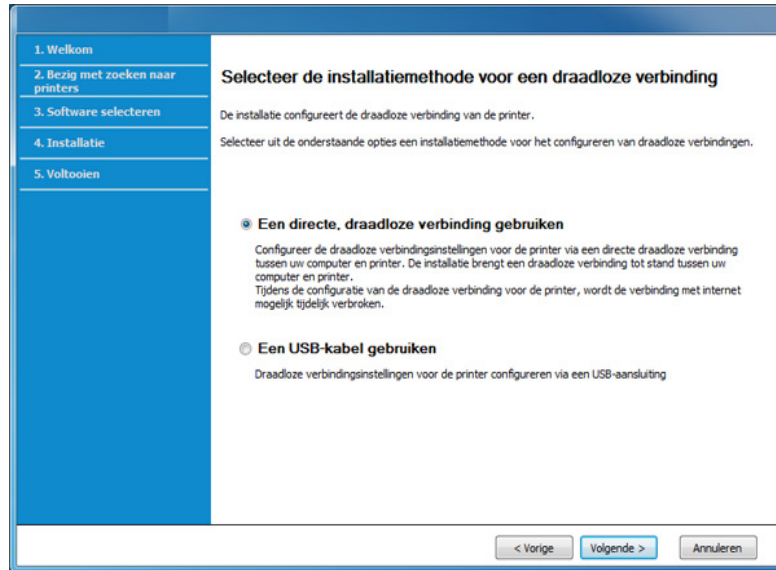 1. Welkom
2. Bezig met zoeken naar
printers
3. Software selecteren
4. Installatie
5. Voltooien
Selecteer de installatiemethode voor een draadloze verbinding
De installatie configureert de draadloze verbinding van de printer.
Selecteer uit de onderstaande opties een installatiemethode voor het configureren van draadloze verbindingen.
Een directe, draadloze verbinding gebruiken
Configureer de draadloze verbindingsinstellingen voor de printer via een directe draadloze verbinding
tussen uw computer en printer. De installatie brengt een draadloze verbinding tot stand tussen uw
computer en printer.
Tijdens de configuratie van de draadloze verbinding voor de printer, wordt de verbinding met internet
mogelijk tijdelijk verbroken.
Een USB-kabel gebruiken
Draadloze verbindingsinstellingen voor de printer configureren via een USB-aansluiting
< Vorige
Volgende >
Annuleren